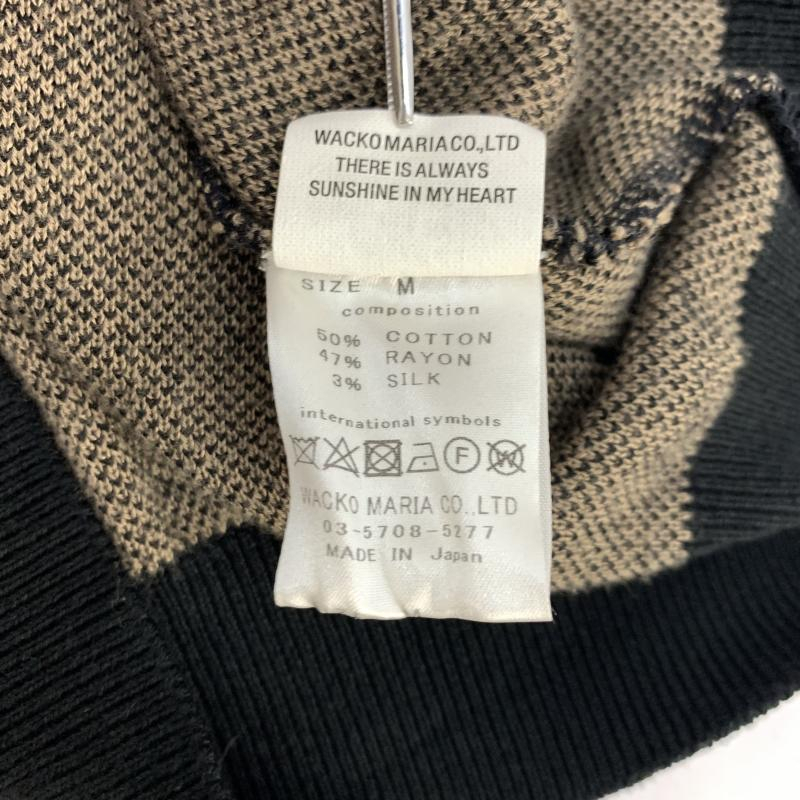 WACKO MARIA CO.,LTD
THERE IS ALWAYS
SUNSHINE IN MY HEART
SIZE M
composition
50% COTTON
47% RAYON
3% SILK
international symbols
F W
WACKO MARIA CO.,LTD
03-5708-5277
MADE IN Japan